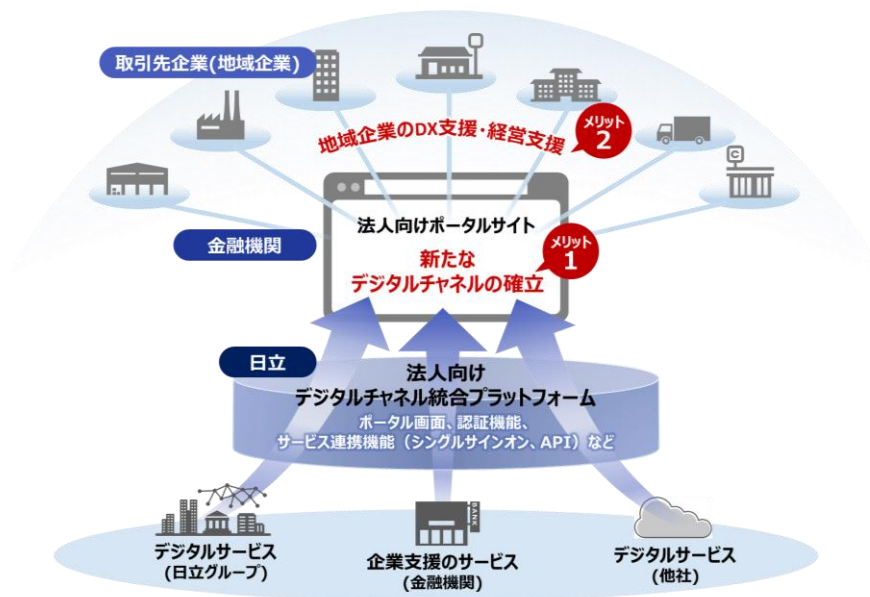 取引先企業(地域企業)
地域企業のDX支援・経営支援
メリット
2
C
金融機関
法人向けポータルサイト
新たな
デジタルチャネルの確立
メリット
1
日立
法人向け
デジタルチャネル統合プラットフォーム
ポータル画面、認証機能、
サービス連携機能（シングルサインオン、API）など
BANK
デジタルサービス
(日立グループ)
企業支援のサービス
(金融機関)
デジタルサービス
(他社)